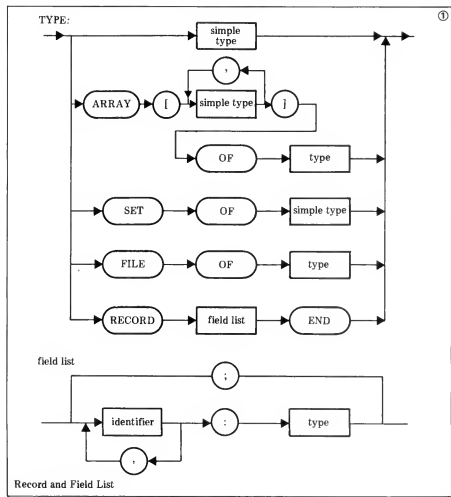 TYPE: ①
simple
type
,
ARRAY [ simple type ]
OF type
SET OF simple type
FILE OF type
RECORD field list END
field list
;
identifier : type
,
Record and Field List